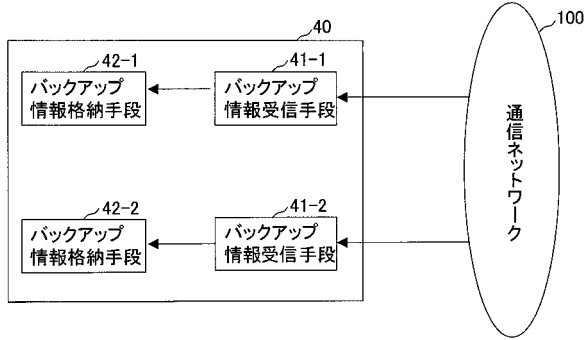 40
100
42-1
41-1
バックアップ
情報格納手段
バックアップ
情報受信手段
通信ネットワーク
42-2
41-2
バックアップ
情報格納手段
バックアップ
情報受信手段